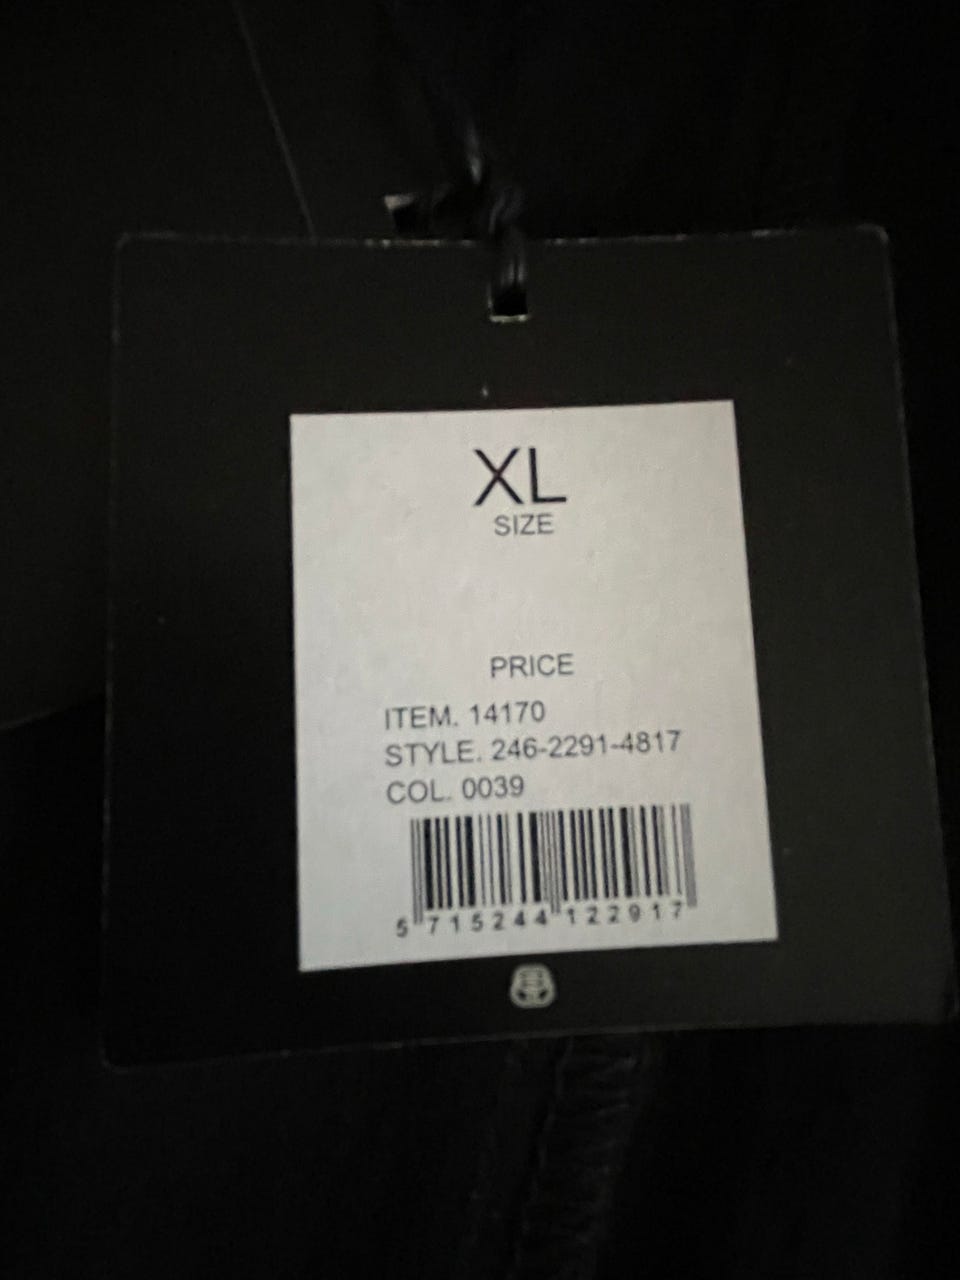 XL
SIZE
PRICE
ITEM. 14170
STYLE. 246-2291-4817
COL. 0039
5 715244 122917